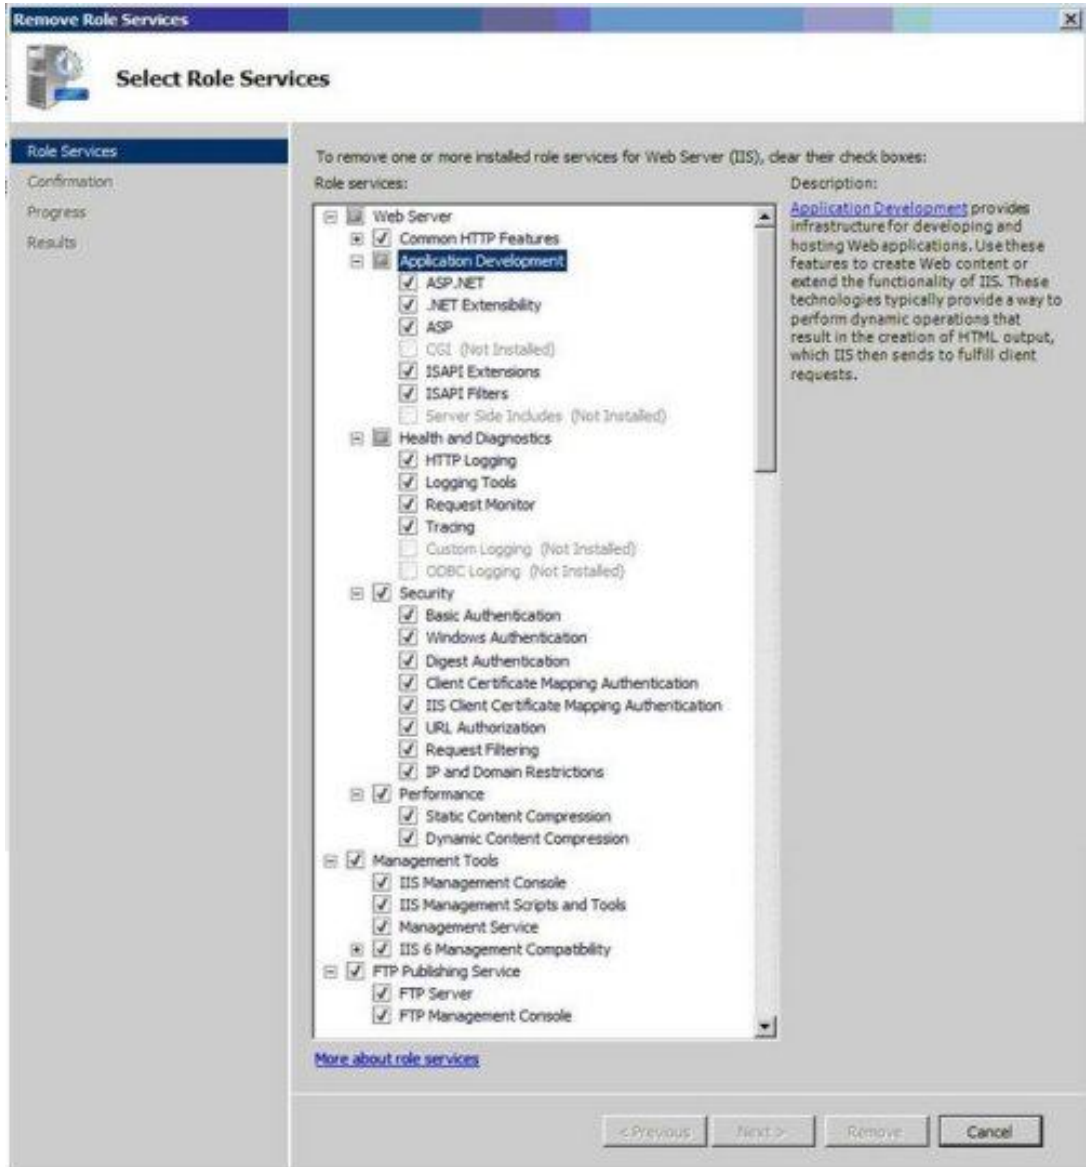 Remove Role Services
Select Role Services
Role Services
Confirmation
Progress
Results
To remove one or more installed role services for Web Server (IIS), clear their check boxes:
Role services:
Web Server
Common HTTP Features
Application Development
ASP.NET
.NET Extensibility
ASP
CGI (Not Installed)
ISAPI Extensions
ISAPI Filters
Server Side Includes (Not Installed)
Health and Diagnostics
HTTP Logging
Logging Tools
Request Monitor
Tracing
Custom Logging (Not Installed)
ODBC Logging (Not Installed)
Security
Basic Authentication
Windows Authentication
Digest Authentication
Client Certificate Mapping Authentication
IIS Client Certificate Mapping Authentication
URL Authorization
Request Filtering
IP and Domain Restrictions
Performance
Static Content Compression
Dynamic Content Compression
Management Tools
IIS Management Console
IIS Management Scripts and Tools
Management Service
IIS 6 Management Compatibility
FTP Publishing Service
FTP Server
FTP Management Console
Description:
Application Development provides
infrastructure for developing and
hosting Web applications. Use these
features to create Web content or
extend the functionality of IIS. These
technologies typically provide a way to
perform dynamic operations that
result in the creation of HTML output,
which IIS then sends to fulfill client
requests.
More about role services
< Previous
Next >
Remove
Cancel